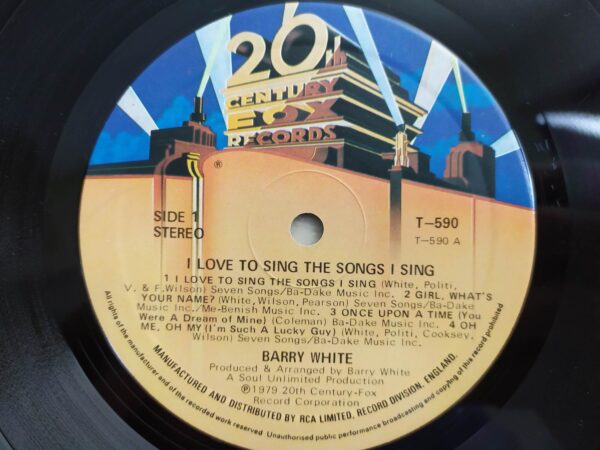 20th
CENTURY
FOX
RECORDS
®
SIDE 1
STEREO
T-590
T-590 A
I LOVE TO SING THE SONGS I SING
1 I LOVE TO SING THE SONGS I SING (White, Politi,
V. & F. Wilson) Seven Songs/Ba-Dake Music Inc. 2 GIRL, WHAT'S
YOUR NAME? (White, Wilson, Pearson) Seven Songs/Ba-Dake Music
Inc./Me-Benish Music Inc. 3 ONCE UPON A TIME (You
Were A Dream of Mine) (Coleman) Ba-Dake Music Inc. 4 OH
ME, OH MY (I'm Such A Lucky Guy) (White, Politi, Cooksey,
Wilson) Seven Songs/Ba-Dake Music Inc.
BARRY WHITE
Produced & Arranged by Barry White
A Soul Unlimited Production
℗ 1979 20th Century-Fox
Record Corporation
MANUFACTURED AND DISTRIBUTED BY RCA LIMITED, RECORD DIVISION, ENGLAND.
All rights of the manufacturer and of the owner of the recorded work reserved Unauthorised public performance broadcasting and copying of this record prohibited